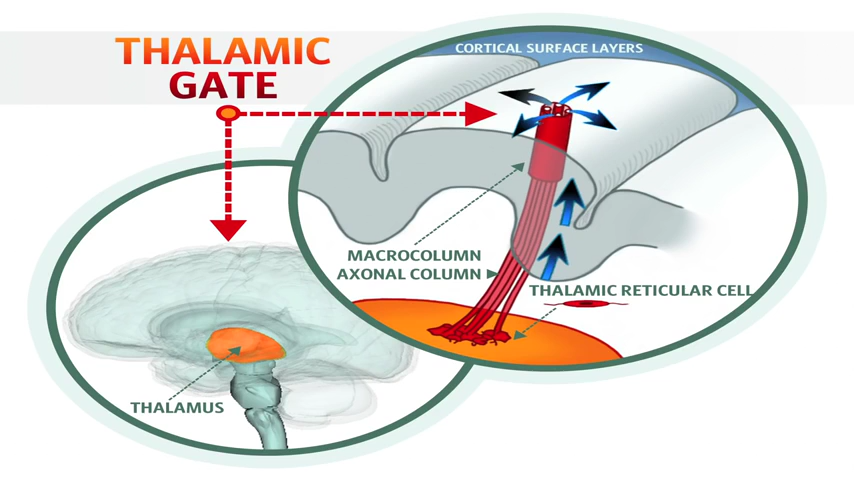 THALAMIC
GATE
CORTICAL SURFACE LAYERS
MACROCOLUMN
AXONAL COLUMN
THALAMIC RETICULAR CELL
THALAMUS